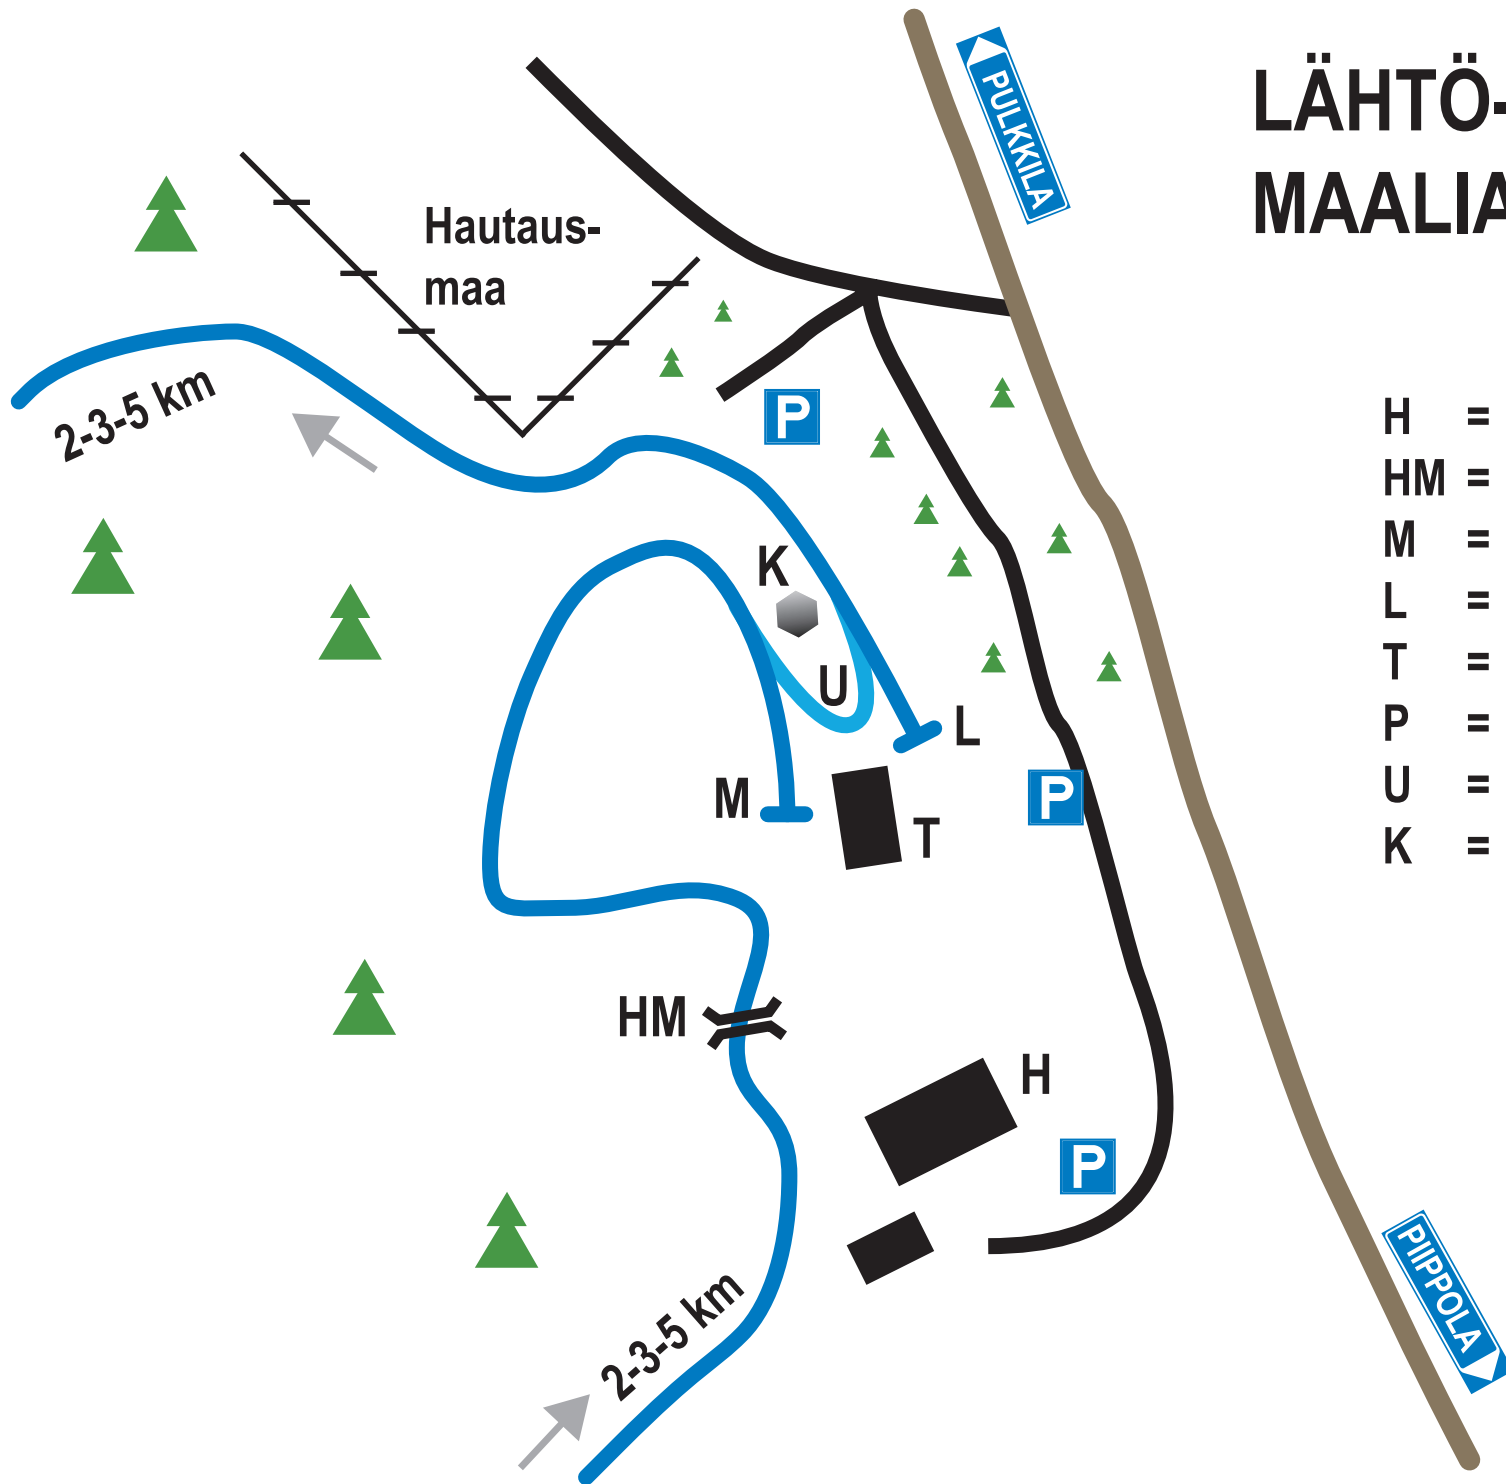 LÄHTÖ-
MAALIA
PULKKILA
Hautaus-
maa
2-3-5 km
P
H =
HM =
M =
L =
T =
P =
U =
K =
K
U
L
M
T
P
HM
H
P
2-3-5 km
PIIPPOLA